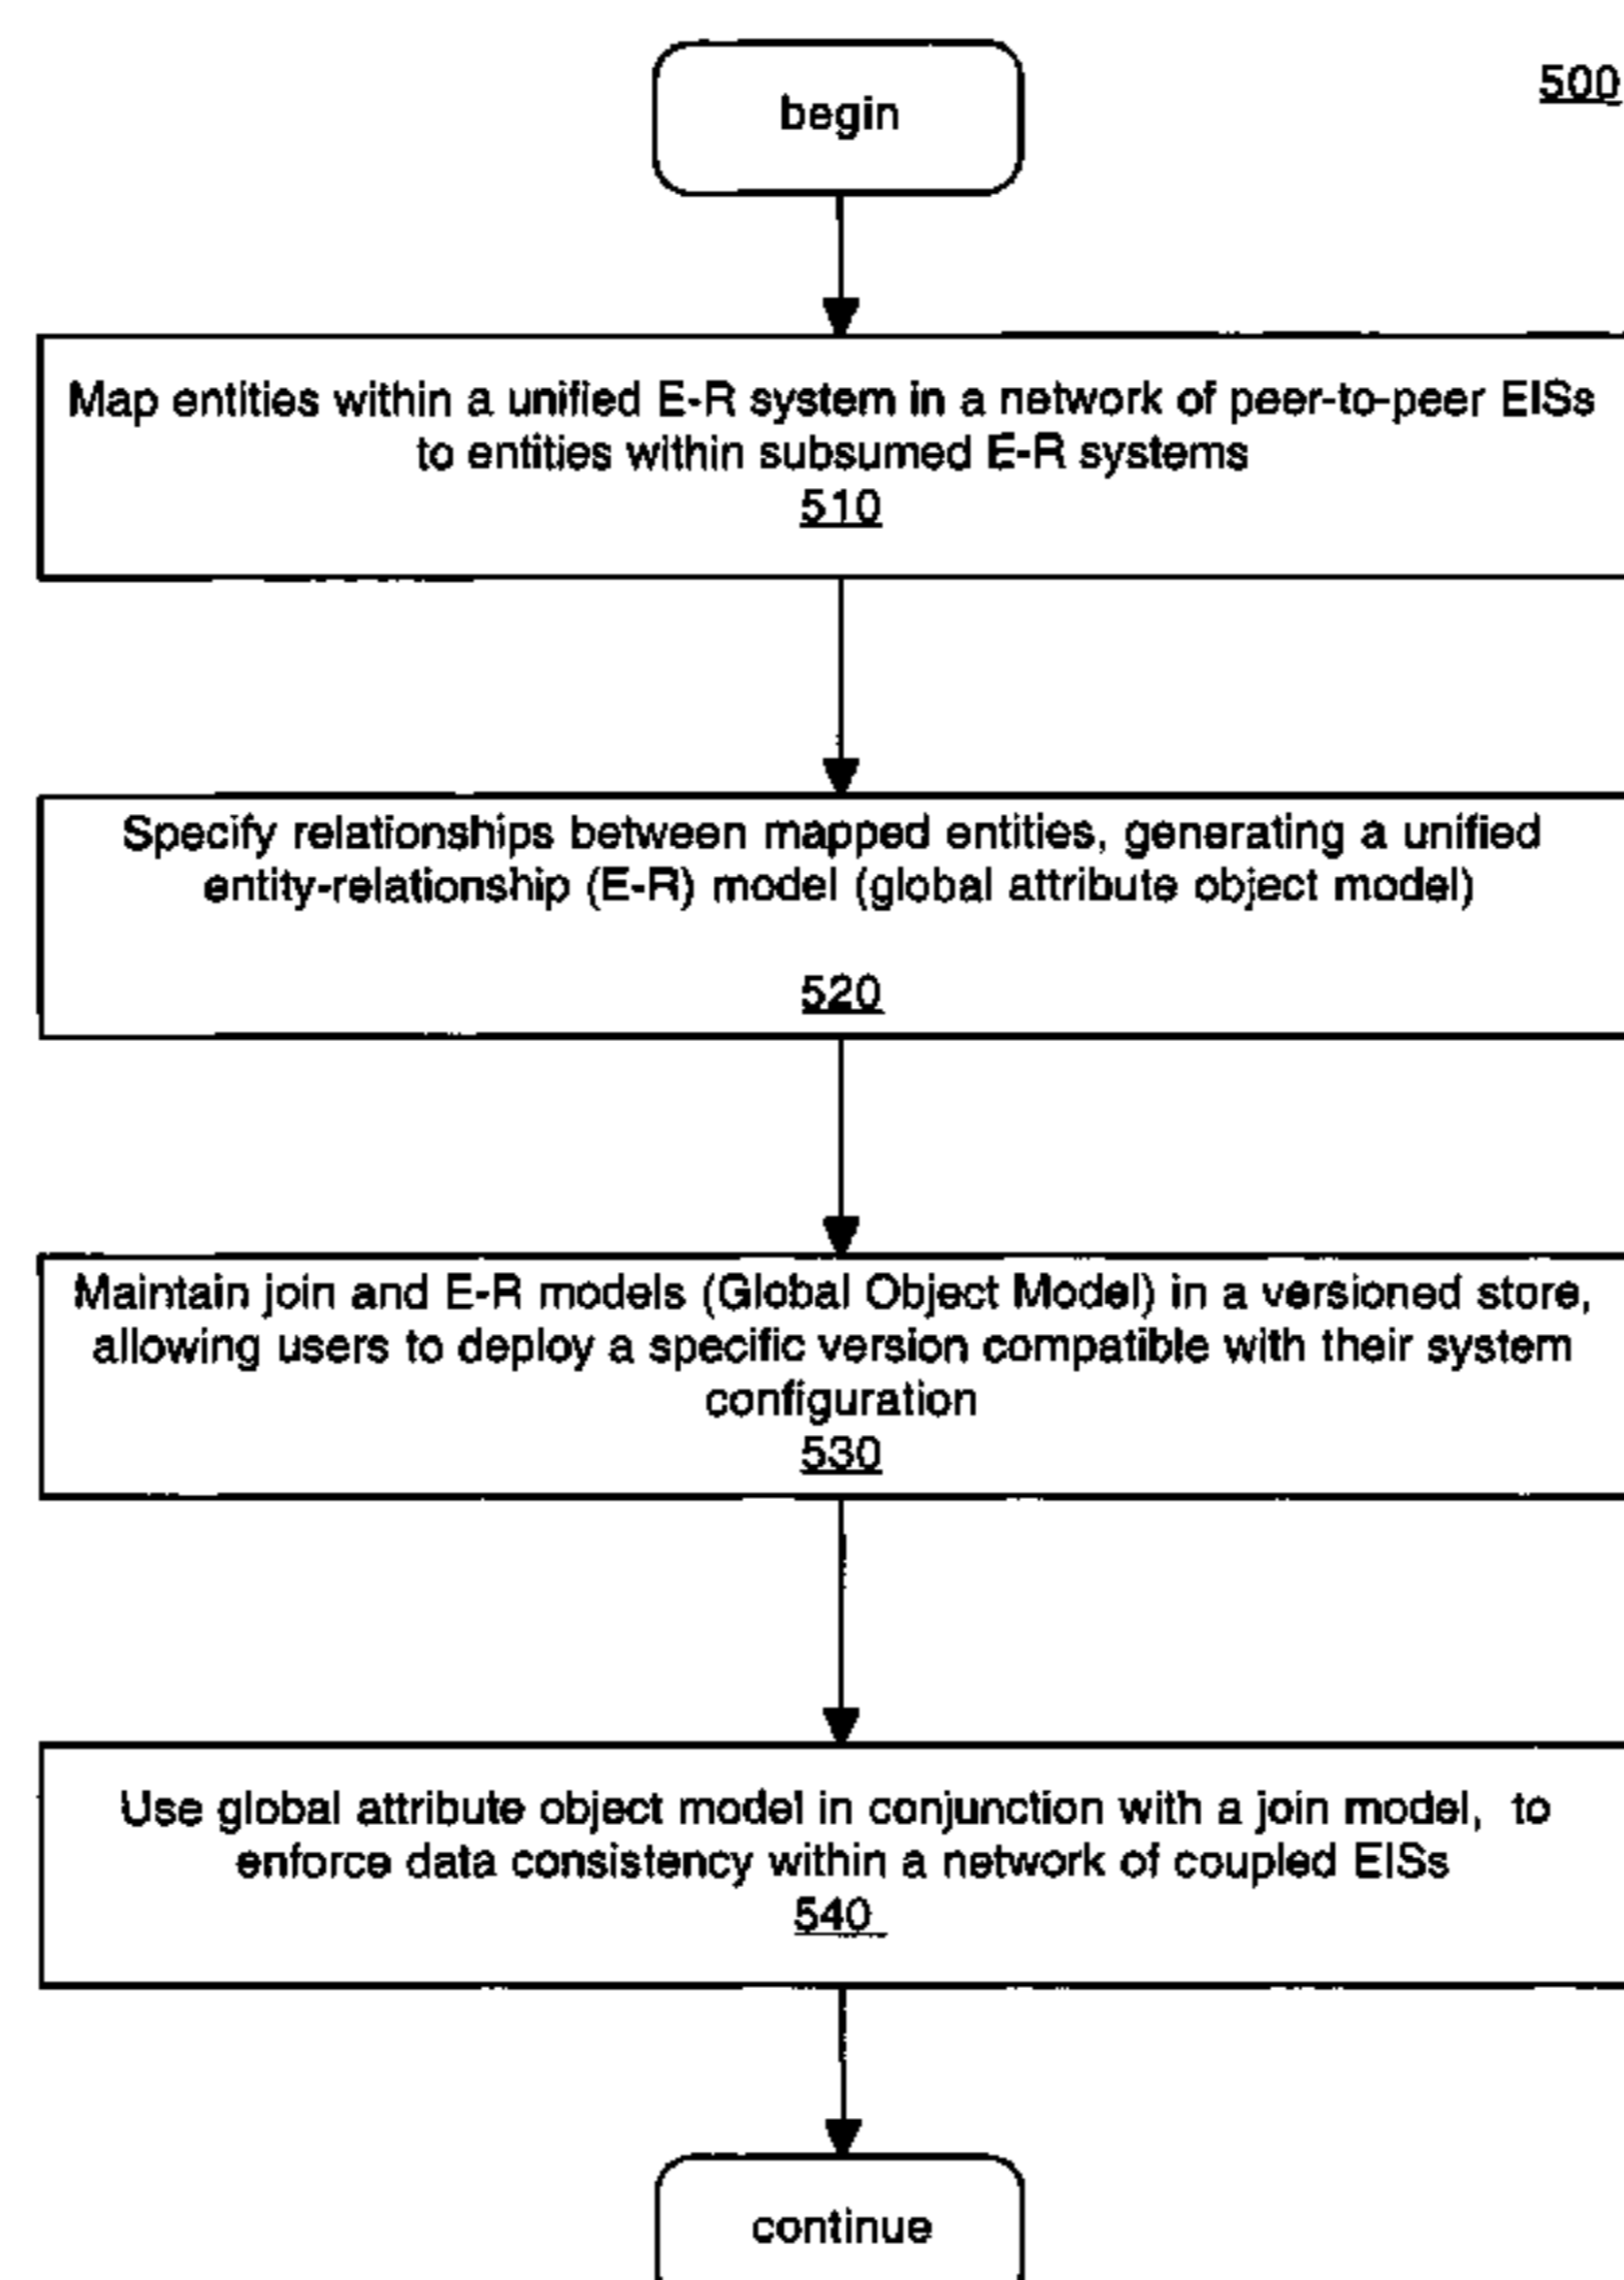 begin
500
Map entities within a unified E-R system in a network of peer-to-peer EISs
to entities within subsumed E-R systems
510
Specify relationships between mapped entities, generating a unified
entity-relationship (E-R) model (global attribute object model)
520
Maintain join and E-R models (Global Object Model) in a versioned store,
allowing users to deploy a specific version compatible with their system
configuration
530
Use global attribute object model in conjunction with a join model, to
enforce data consistency within a network of coupled EISs
540
continue